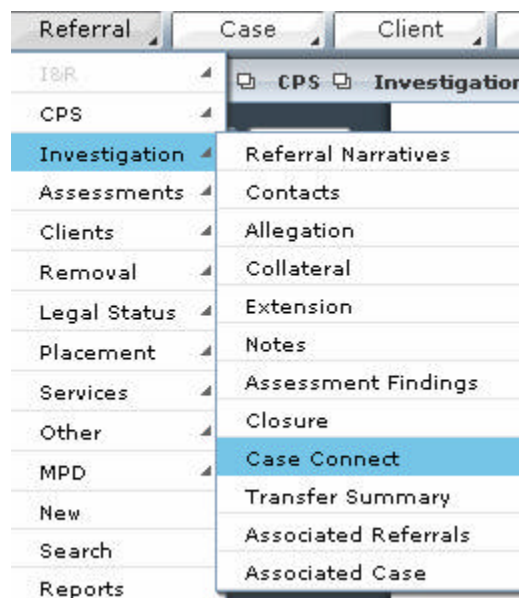 Referral Case Client
I&R
CPS Investigation
CPS
Investigation
Assessments
Clients
Removal
Legal Status
Placement
Services
Other
MPD
New
Search
Reports
Referral Narratives
Contacts
Allegation
Collateral
Extension
Notes
Assessment Findings
Closure
Case Connect
Transfer Summary
Associated Referrals
Associated Case